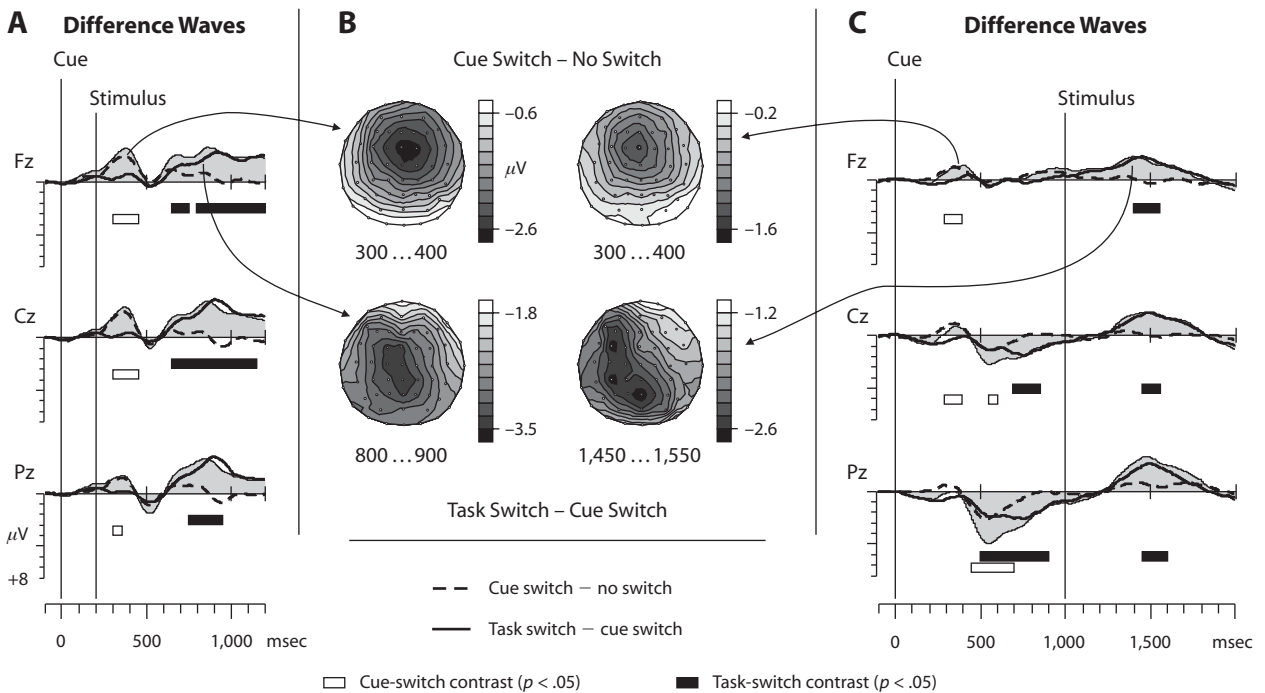 A Difference Waves
Cue
Stimulus
Fz
Cz
Pz
μV
+8
0 500 1,000 msec
B
Cue Switch – No Switch
–0.6
μV
–2.6
300 ... 400
–0.2
–1.6
300 ... 400
–1.8
–3.5
800 ... 900
–1.2
–2.6
1,450 ... 1,550
Task Switch – Cue Switch
Cue switch – no switch
Task switch – cue switch
C Difference Waves
Cue
Stimulus
Fz
Cz
Pz
0 500 1,000 1,500 msec
Cue-switch contrast (p < .05) Task-switch contrast (p < .05)